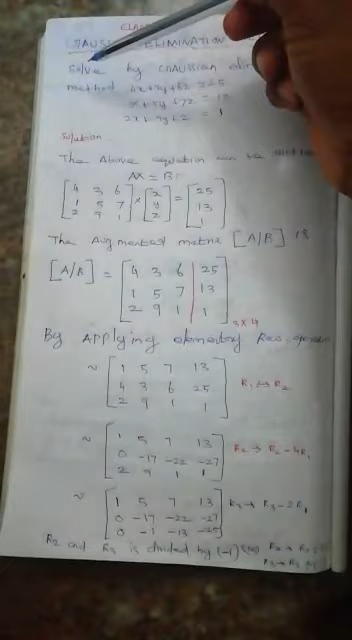 GAUSS ELIMINATION
Solve by GAUSSIAN elim
method 4x+3y+6z = 25
x+5y+7z = 13
2x+9y+z = 1
Solution
The Above equation can be written
AX = B
[4 3 6] [x] [25]
[1 5 7] × [y] = [13]
[2 9 1] [z] [1]
The Augmented matrix [A/B] is
[A/B] = [4 3 6 | 25]
[1 5 7 | 13]
[2 9 1 | 1] 3×4
By Applying elementary Row operation
~ [1 5 7 13]
[4 3 6 25] R1 ↔ R2
[2 9 1 1]
~ [1 5 7 13] R2 → R2 - 4R1
[0 -17 -22 -27]
[2 9 1 1]
~ [1 5 7 13] R3 → R3 - 2R1
[0 -17 -22 -27]
[0 -1 -13 -25]
R2 and R3 is divided by (-1) R2 →
R3 → R3